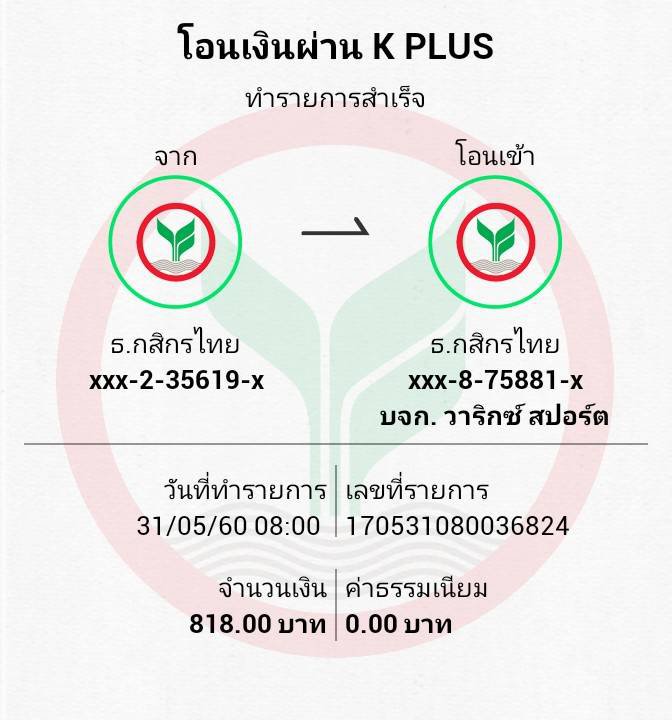 โอนเงินผ่าน K PLUS
ทำรายการสำเร็จ
จาก
โอนเข้า
ธ.กสิกรไทย
xxx-2-35619-x
ธ.กสิกรไทย
xxx-8-75881-x
บจก. วาริกซ์ สปอร์ต
วันที่ทำรายการ
31/05/60 08:00
เลขที่รายการ
170531080036824
จำนวนเงิน
818.00 บาท
ค่าธรรมเนียม
0.00 บาท